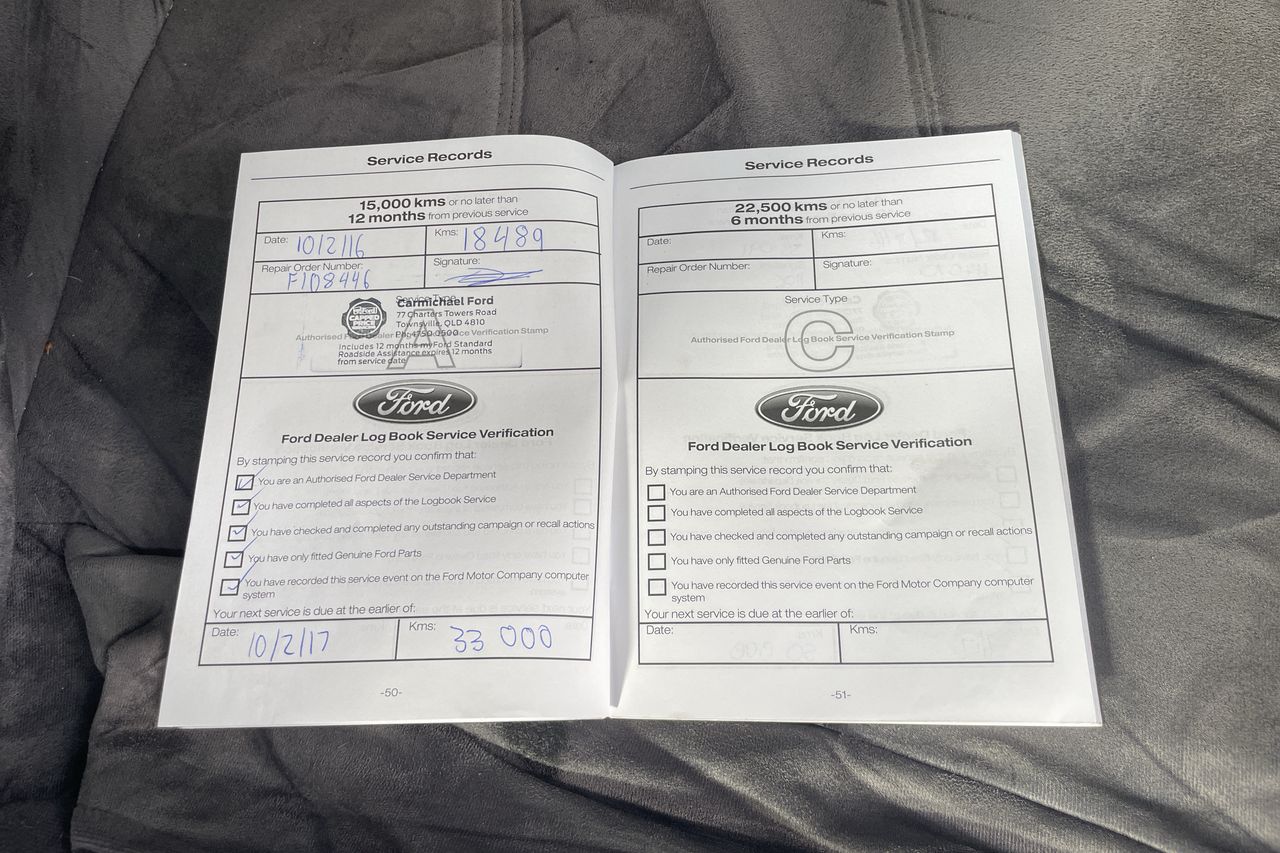 Service Records
15,000 kms or no later than
12 months from previous service
Date: 10/2/16
Kms: 18489
Repair Order Number: F108446
Signature:
Service Type
A
CAPPED PRICE
Carmichael Ford
77 Charters Towers Road
Townsville, QLD 4810
Authorised Ford Dealer Log Book Service Verification Stamp
Includes 12 months myFord Standard
Roadside Assistance expires 12 months
from service date
Ford
Ford Dealer Log Book Service Verification
By stamping this service record you confirm that:
You are an Authorised Ford Dealer Service Department
You have completed all aspects of the Logbook Service
You have checked and completed any outstanding campaign or recall actions
You have only fitted Genuine Ford Parts
You have recorded this service event on the Ford Motor Company computer
system
Your next service is due at the earlier of:
Date: 10/2/17
Kms: 33 000
-50-
Service Records
22,500 kms or no later than
6 months from previous service
Date:
Kms:
Repair Order Number:
Signature:
Service Type
C
Authorised Ford Dealer Log Book Service Verification Stamp
Ford
Ford Dealer Log Book Service Verification
By stamping this service record you confirm that:
You are an Authorised Ford Dealer Service Department
You have completed all aspects of the Logbook Service
You have checked and completed any outstanding campaign or recall actions
You have only fitted Genuine Ford Parts
You have recorded this service event on the Ford Motor Company computer
system
Your next service is due at the earlier of:
Date:
Kms:
-51-